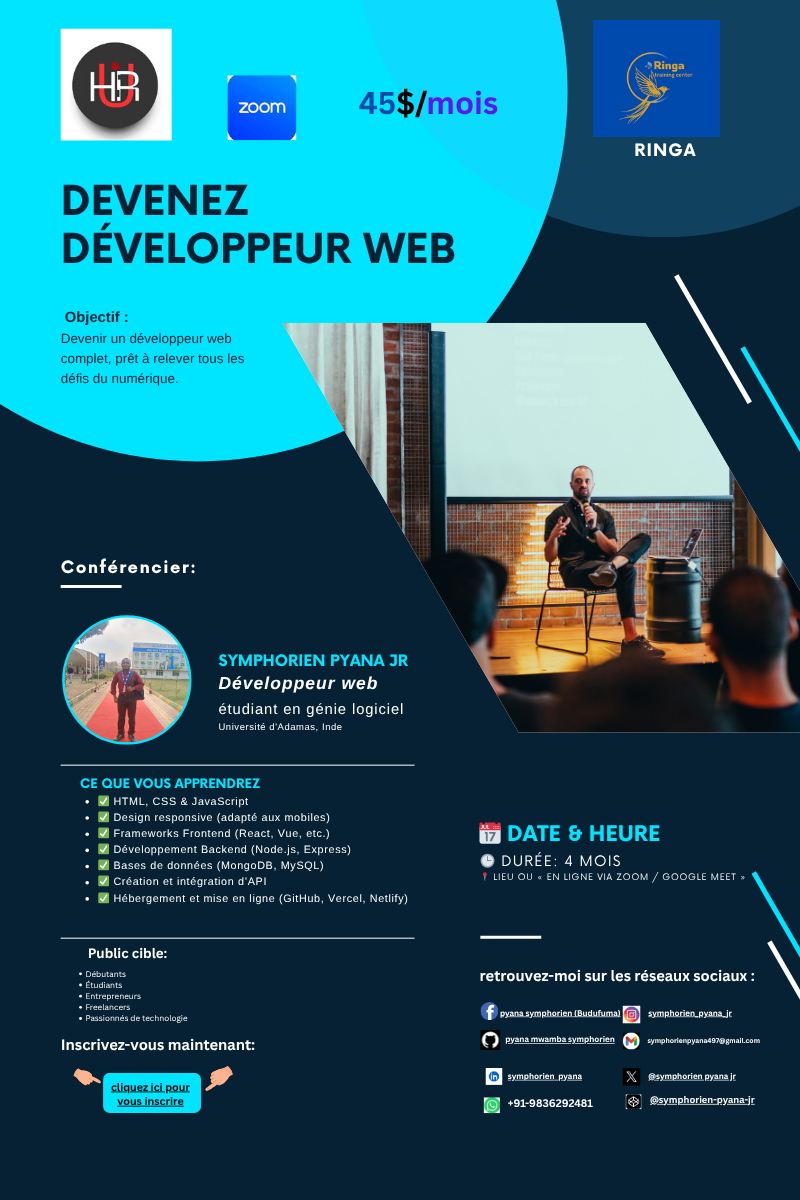 HUR
zoom
45$/mois
Ringa
training center
RINGA
DEVENEZ
DÉVELOPPEUR WEB
Objectif :
Devenir un développeur web
complet, prêt à relever tous les
défis du numérique.
Conférencier:
SYMPHORIEN PYANA JR
Développeur web
étudiant en génie logiciel
Université d'Adamas, Inde
CE QUE VOUS APPRENDREZ
• ✅ HTML, CSS & JavaScript
• ✅ Design responsive (adapté aux mobiles)
• ✅ Frameworks Frontend (React, Vue, etc.)
• ✅ Développement Backend (Node.js, Express)
• ✅ Bases de données (MongoDB, MySQL)
• ✅ Création et intégration d'API
• ✅ Hébergement et mise en ligne (GitHub, Vercel, Netlify)
Public cible:
• Débutants
• Étudiants
• Entrepreneurs
• Freelancers
• Passionnés de technologie
Inscrivez-vous maintenant:
cliquez ici pour
vous inscrire
JUL
17
DATE & HEURE
DURÉE: 4 MOIS
LIEU OU « EN LIGNE VIA ZOOM / GOOGLE MEET »
retrouvez-moi sur les réseaux sociaux :
pyana symphorien (Budufuma)
symphorien_pyana_jr
pyana mwamba symphorien
symphorienpyana497@gmail.com
symphorien_pyana
@symphorien pyana jr
+91-9836292481
@symphorien-pyana-jr